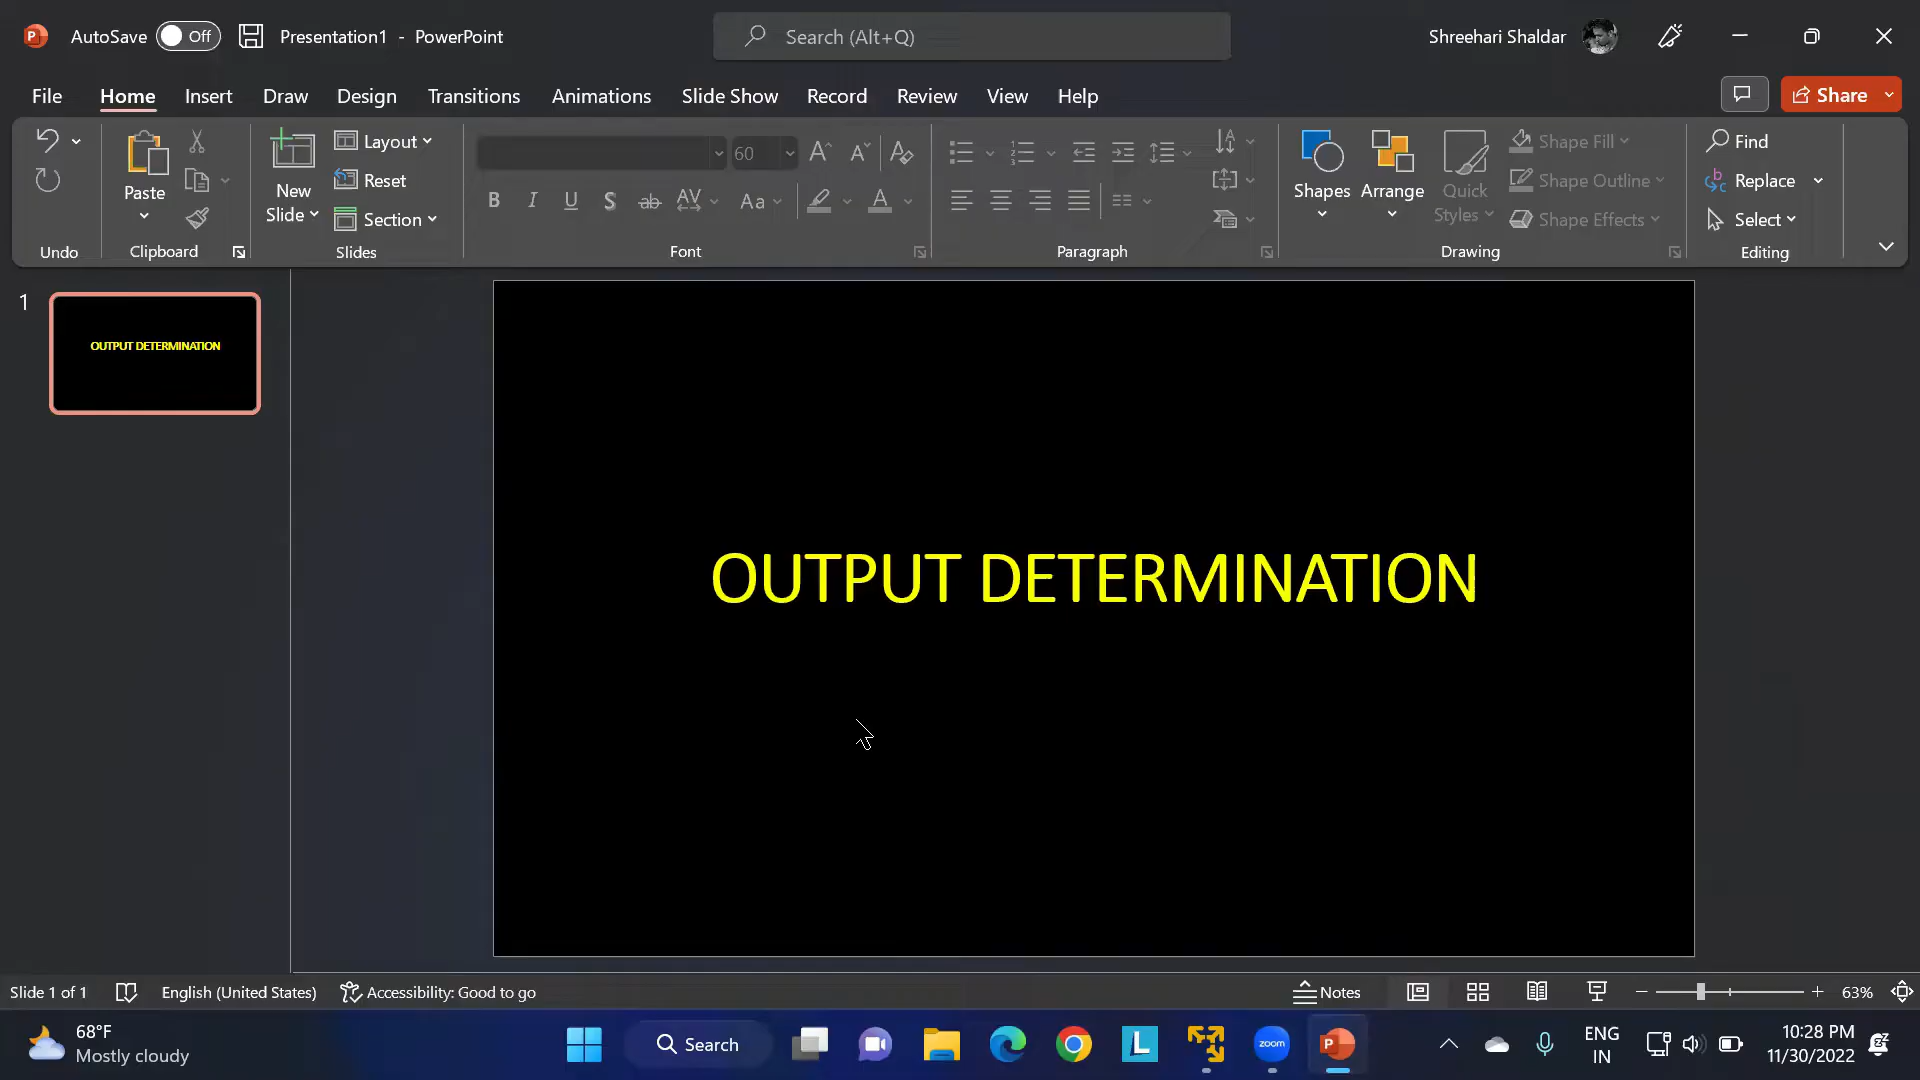 AutoSave Off Presentation1 - PowerPoint Search (Alt+Q) Shreehari Shaldar
File Home Insert Draw Design Transitions Animations Slide Show Record Review View Help Share
Paste New Slide Layout Reset Section 60 Shapes Arrange Quick Styles Shape Fill Shape Outline Shape Effects Find Replace Select
Undo Clipboard Slides Font Paragraph Drawing Editing
1
OUTPUT DETERMINATION
OUTPUT DETERMINATION
Slide 1 of 1 English (United States) Accessibility: Good to go Notes 63%
68°F
Mostly cloudy
Search
zoom
ENG
IN
10:28 PM
11/30/2022